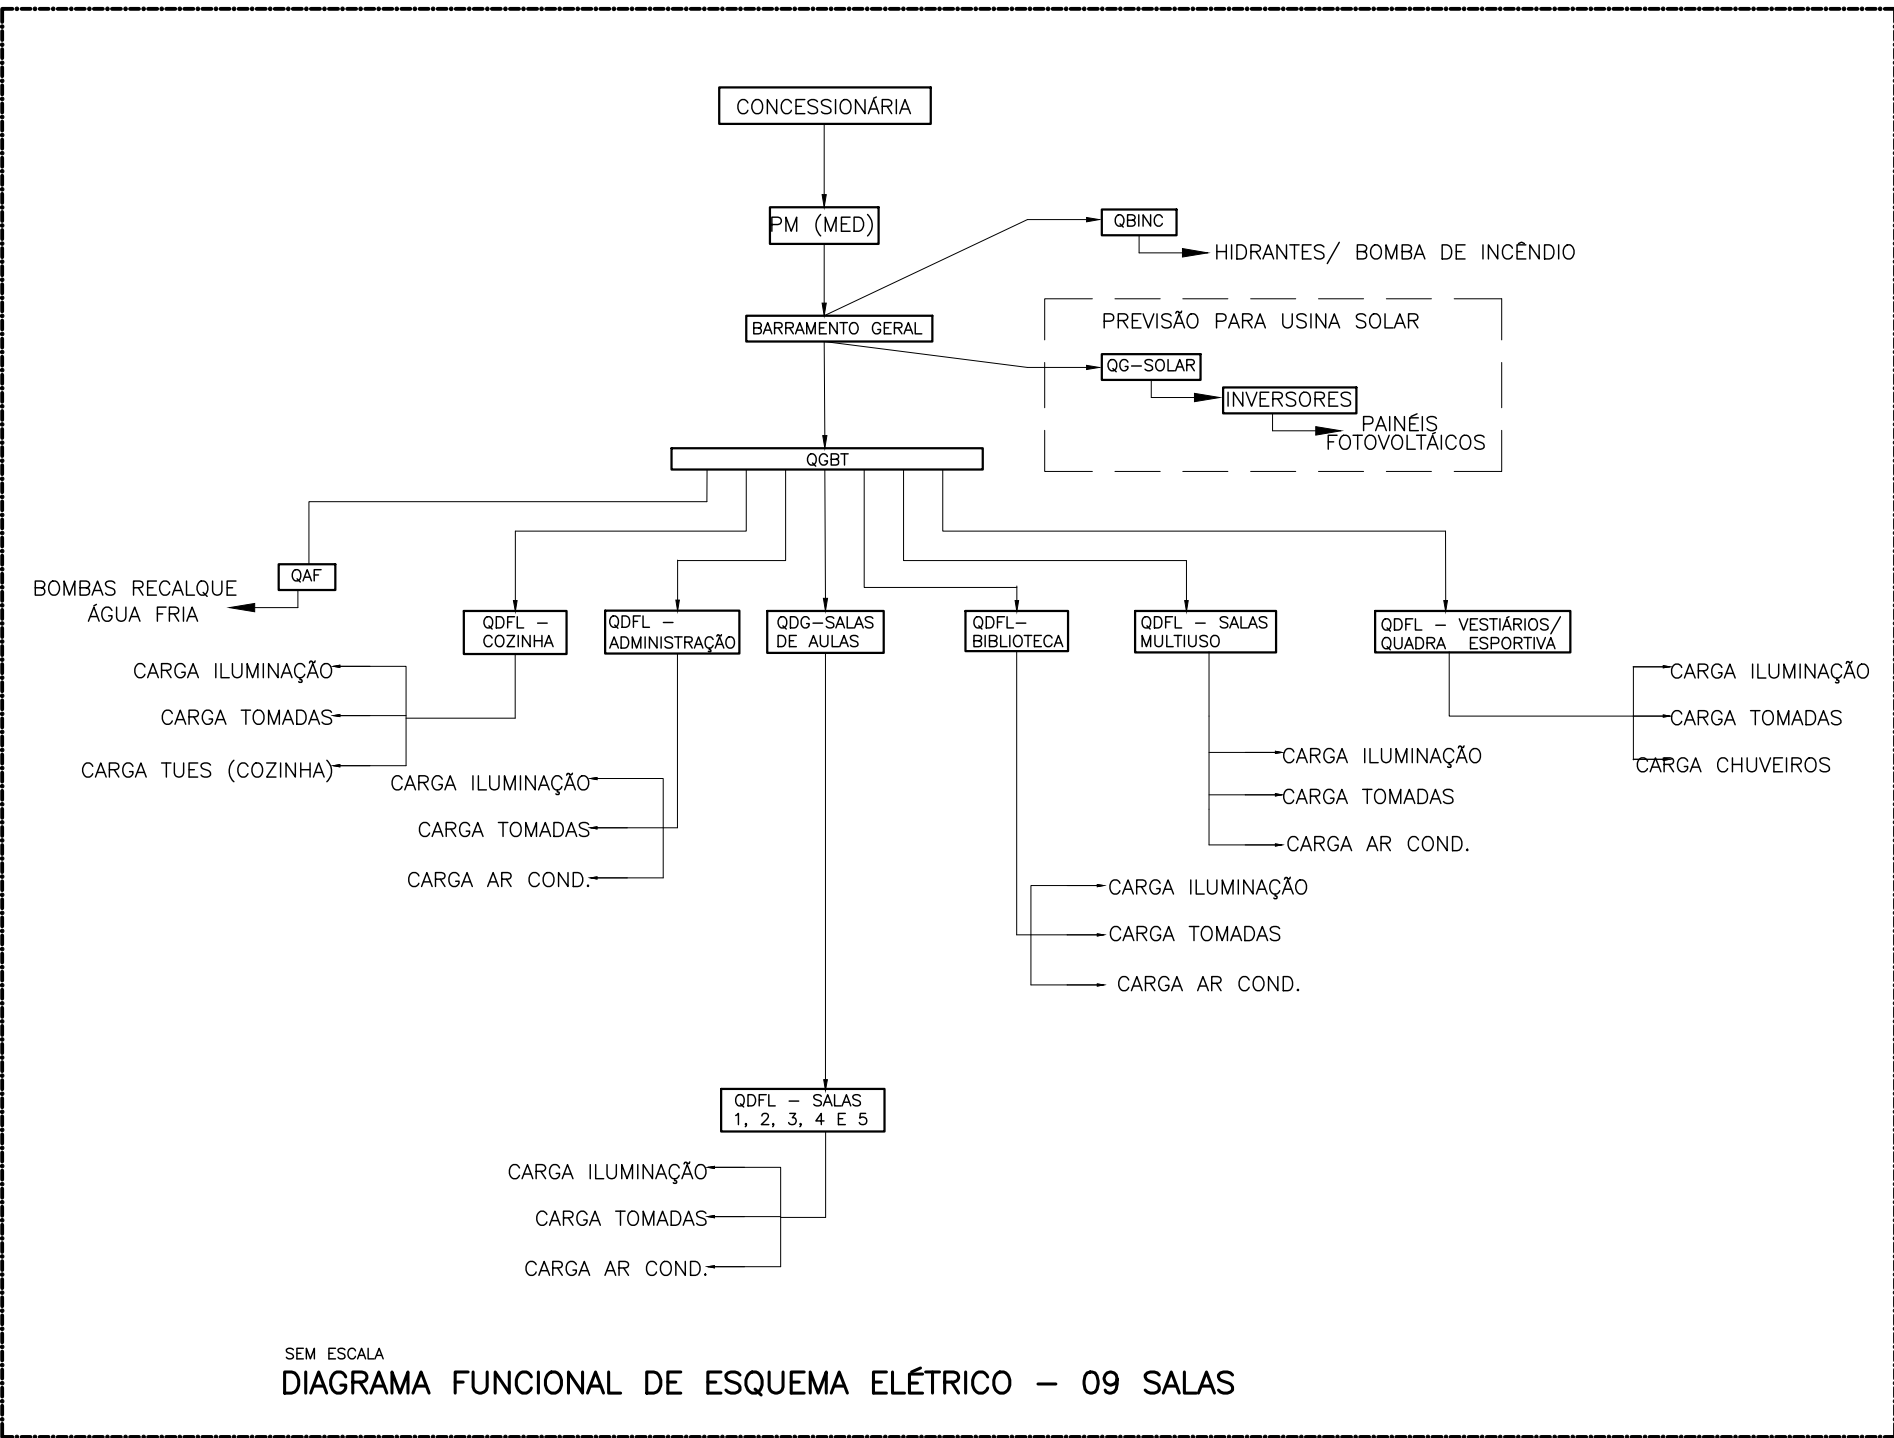 CONCESSIONÁRIA
PM (MED)
QBINC
HIDRANTES/ BOMBA DE INCÊNDIO
BARRAMENTO GERAL
PREVISÃO PARA USINA SOLAR
QG-SOLAR
INVERSORES
PAINÉIS
FOTOVOLTÁICOS
QGBT
QAF
BOMBAS RECALQUE
ÁGUA FRIA
QDFL -
COZINHA
QDFL -
ADMINISTRAÇÃO
QDG-SALAS
DE AULAS
QDFL-
BIBLIOTECA
QDFL - SALAS
MULTIUSO
QDFL - VESTIÁRIOS/
QUADRA ESPORTIVA
CARGA ILUMINAÇÃO
CARGA TOMADAS
CARGA TUES (COZINHA)
CARGA ILUMINAÇÃO
CARGA TOMADAS
CARGA AR COND.
CARGA ILUMINAÇÃO
CARGA TOMADAS
CARGA AR COND.
CARGA ILUMINAÇÃO
CARGA TOMADAS
CARGA AR COND.
CARGA ILUMINAÇÃO
CARGA TOMADAS
CARGA CHUVEIROS
QDFL - SALAS
1, 2, 3, 4 E 5
CARGA ILUMINAÇÃO
CARGA TOMADAS
CARGA AR COND.
SEM ESCALA
DIAGRAMA FUNCIONAL DE ESQUEMA ELÉTRICO - 09 SALAS